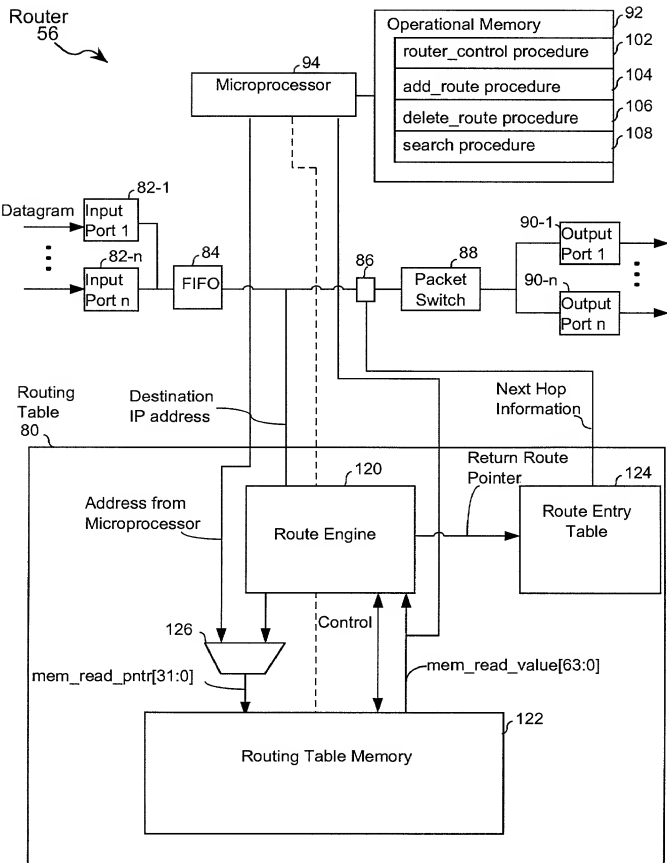 Router
56
94
Microprocessor
Operational Memory
92
router_control procedure
102
add_route procedure
104
delete_route procedure
106
search procedure
108
Datagram
82-1
Input
Port 1
82-n
Input
Port n
84
FIFO
86
88
Packet
Switch
90-1
Output
Port 1
90-n
Output
Port n
Routing
Table
80
Destination
IP address
Next Hop
Information
Address from
Microprocessor
120
Route Engine
Return Route
Pointer
124
Route Entry
Table
126
Control
mem_read_pntr[31:0]
mem_read_value[63:0]
122
Routing Table Memory